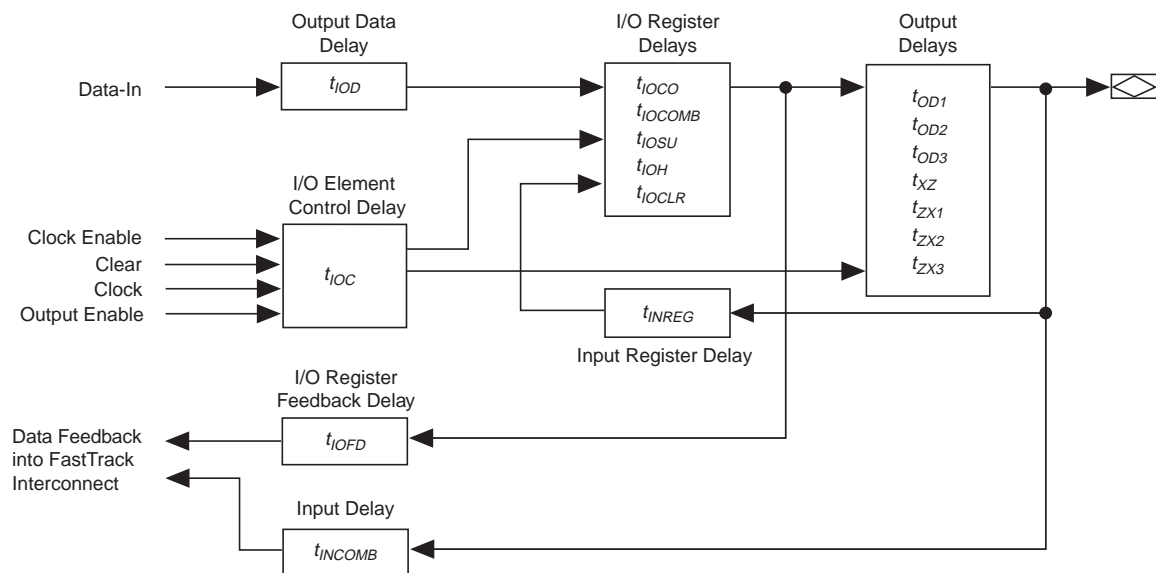 Output Data
Delay
I/O Register
Delays
Output
Delays
Data-In
tIOD
tIOCO
tIOCOMB
tIOSU
tIOH
tIOCLR
tOD1
tOD2
tOD3
tXZ
tZX1
tZX2
tZX3
I/O Element
Control Delay
Clock Enable
Clear
Clock
Output Enable
tIOC
tINREG
Input Register Delay
I/O Register
Feedback Delay
tIOFD
Data Feedback
into FastTrack
Interconnect
Input Delay
tINCOMB